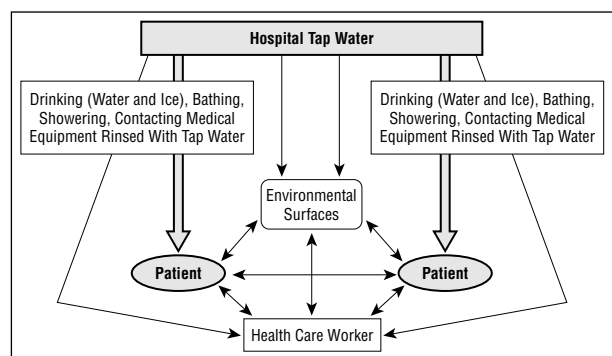 Hospital Tap Water
Drinking (Water and Ice), Bathing,
Showering, Contacting Medical
Equipment Rinsed With Tap Water
Drinking (Water and Ice), Bathing,
Showering, Contacting Medical
Equipment Rinsed With Tap Water
Environmental
Surfaces
Patient
Patient
Health Care Worker